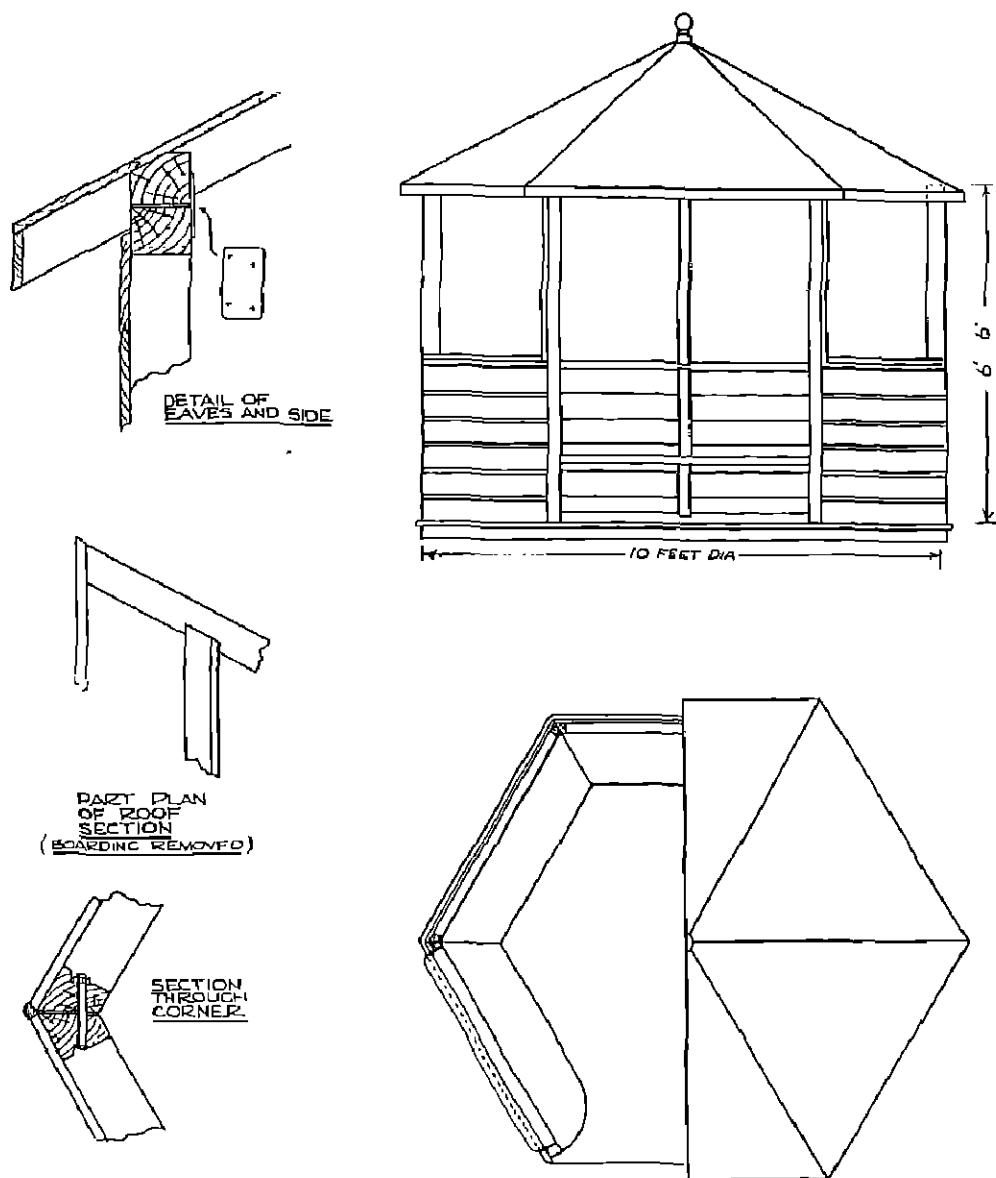 DETAIL OF
EAVES AND SIDE
6' 6"
10 FEET DIA
PART PLAN
OF ROOF
SECTION
(BOARDING REMOVED)
SECTION
THROUGH
CORNER